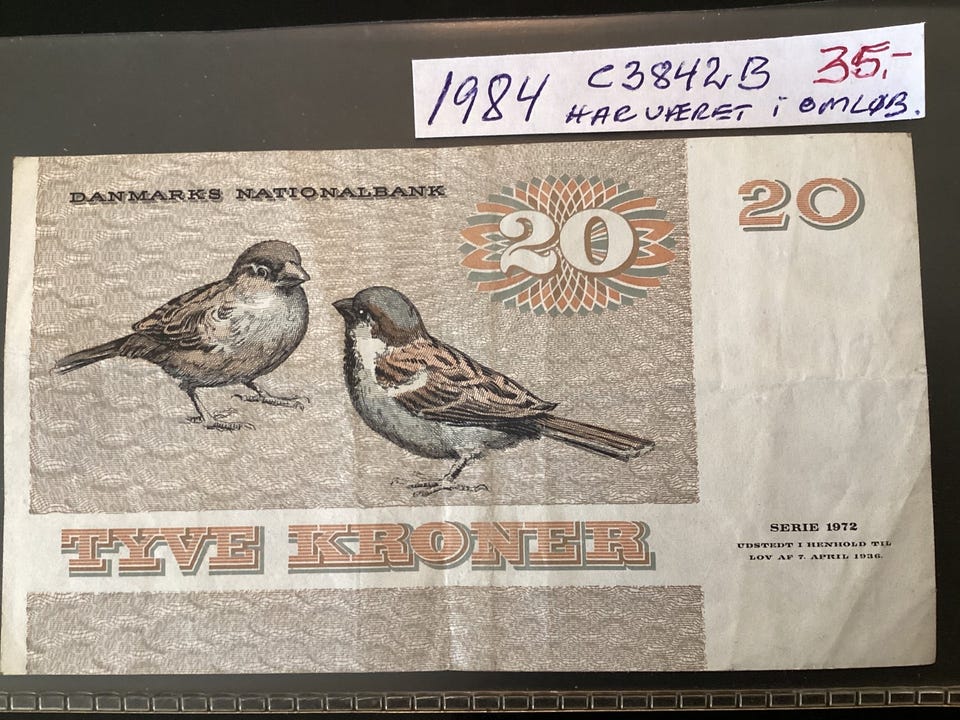 1984 C3842B 35,-
HAR VÆRET i OMLØB.
DANMARKS NATIONALBANK
20
20
TYVE KRONER
SERIE 1972
UDSTEDT I HENHOLD TIL
LOV AF 7. APRIL 1936.